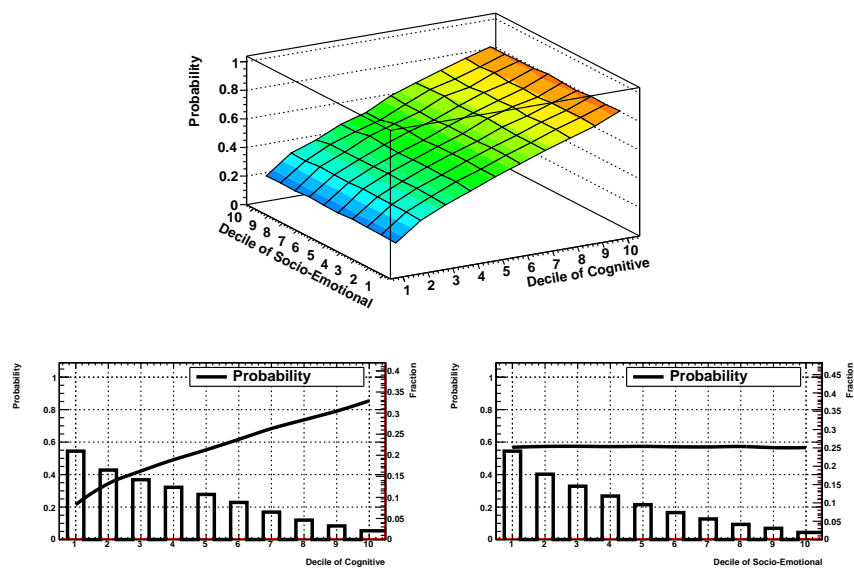 Probability
1
0.8
0.6
0.4
0.2
0
10 9 8 7 6 5 4 3 2 1
Decile of Socio-Emotional
1 2 3 4 5 6 7 8 9 10
Decile of Cognitive
Probability
1
0.8
0.6
0.4
0.2
0
Probability
0.4
0.35
0.3
0.25
0.2
0.15
0.1
0.05
0
Fraction
1 2 3 4 5 6 7 8 9 10
Decile of Cognitive
Probability
1
0.8
0.6
0.4
0.2
0
Probability
0.45
0.4
0.35
0.3
0.25
0.2
0.15
0.1
0.05
0
Fraction
1 2 3 4 5 6 7 8 9 10
Decile of Socio-Emotional